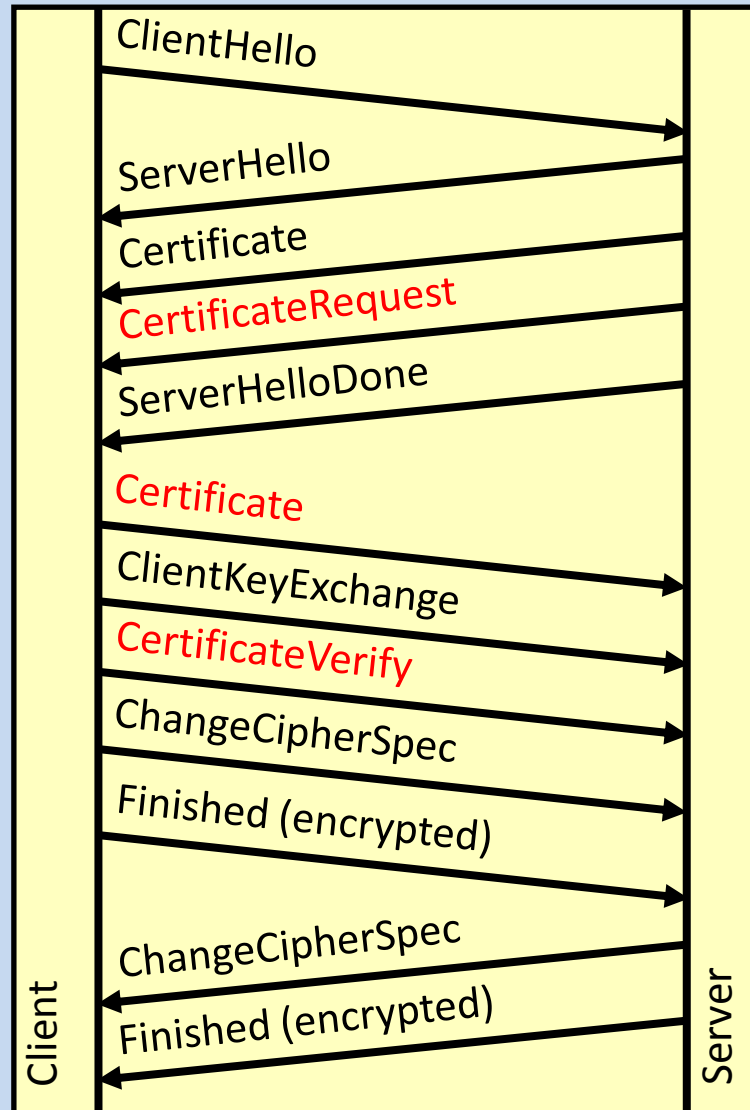 ClientHello
ServerHello
Certificate
CertificateRequest
ServerHelloDone
Certificate
ClientKeyExchange
CertificateVerify
ChangeCipherSpec
Finished (encrypted)
ChangeCipherSpec
Finished (encrypted)
Client
Server